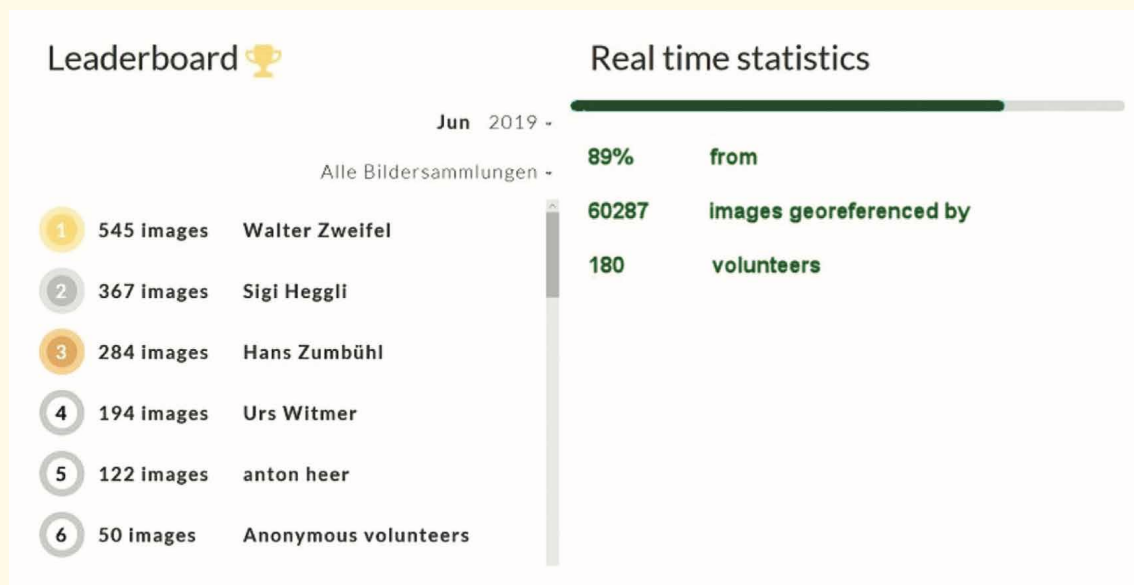 Leaderboard
Jun 2019
Alle Bildersammlungen
1 545 images Walter Zweifel
2 367 images Sigi Heggli
3 284 images Hans Zumbühl
4 194 images Urs Witmer
5 122 images anton heer
6 50 images Anonymous volunteers
Real time statistics
89% from
60287 images georeferenced by
180 volunteers